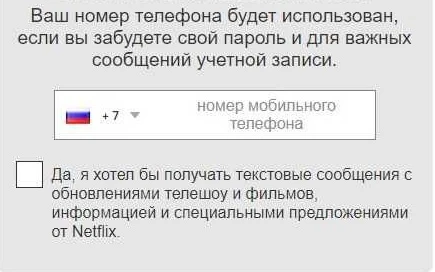 Ваш номер телефона будет использован,
если вы забудете свой пароль и для важных
сообщений учетной записи.
+ 7
номер мобильного
телефона
Да, я хотел бы получать текстовые сообщения с
обновлениями телешоу и фильмов,
информацией и специальными предложениями
от Netflix.